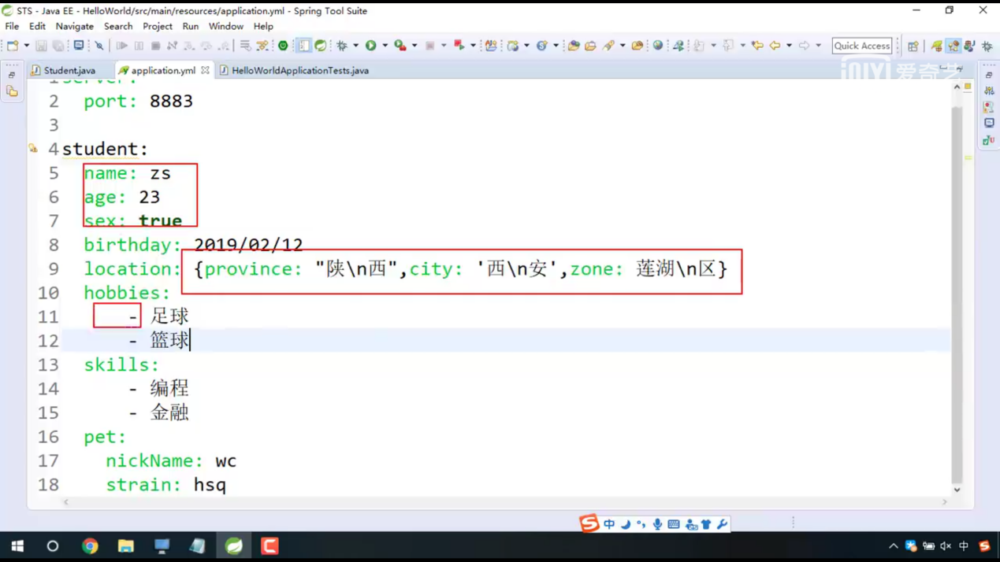 STS - Java EE - HelloWorld/src/main/resources/application.yml - Spring Tool Suite
File Edit Navigate Search Project Run Window Help
Quick Access
Student.java application.yml HelloWorldApplicationTests.java
iQIYI 爱奇艺
1 server:
2 port: 8883
3
4 student:
5 name: zs
6 age: 23
7 sex: true
8 birthday: 2019/02/12
9 location: {province: "陕\n西",city: '西\n安',zone: 莲湖\n区}
10 hobbies:
11 - 足球
12 - 篮球
13 skills:
14 - 编程
15 - 金融
16 pet:
17 nickName: wc
18 strain: hsq
S 中
中 S